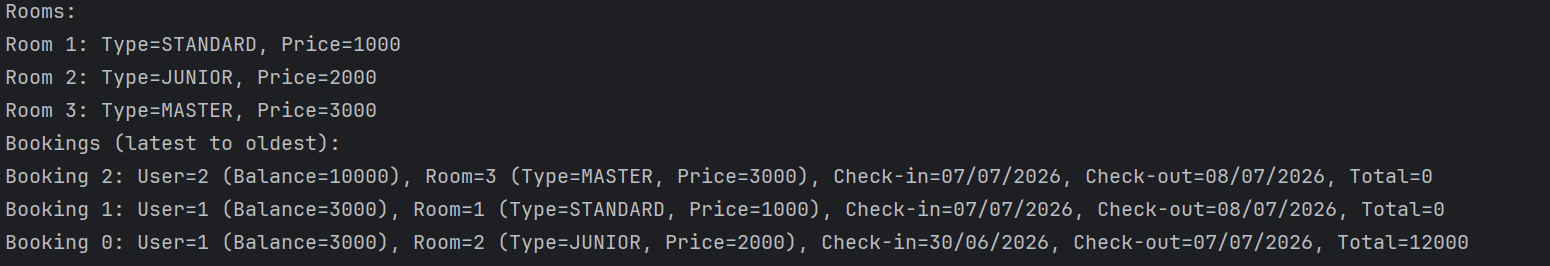 Rooms:
Room 1: Type=STANDARD, Price=1000
Room 2: Type=JUNIOR, Price=2000
Room 3: Type=MASTER, Price=3000
Bookings (latest to oldest):
Booking 2: User=2 (Balance=10000), Room=3 (Type=MASTER, Price=3000), Check-in=07/07/2026, Check-out=08/07/2026, Total=0
Booking 1: User=1 (Balance=3000), Room=1 (Type=STANDARD, Price=1000), Check-in=07/07/2026, Check-out=08/07/2026, Total=0
Booking 0: User=1 (Balance=3000), Room=2 (Type=JUNIOR, Price=2000), Check-in=30/06/2026, Check-out=07/07/2026, Total=12000